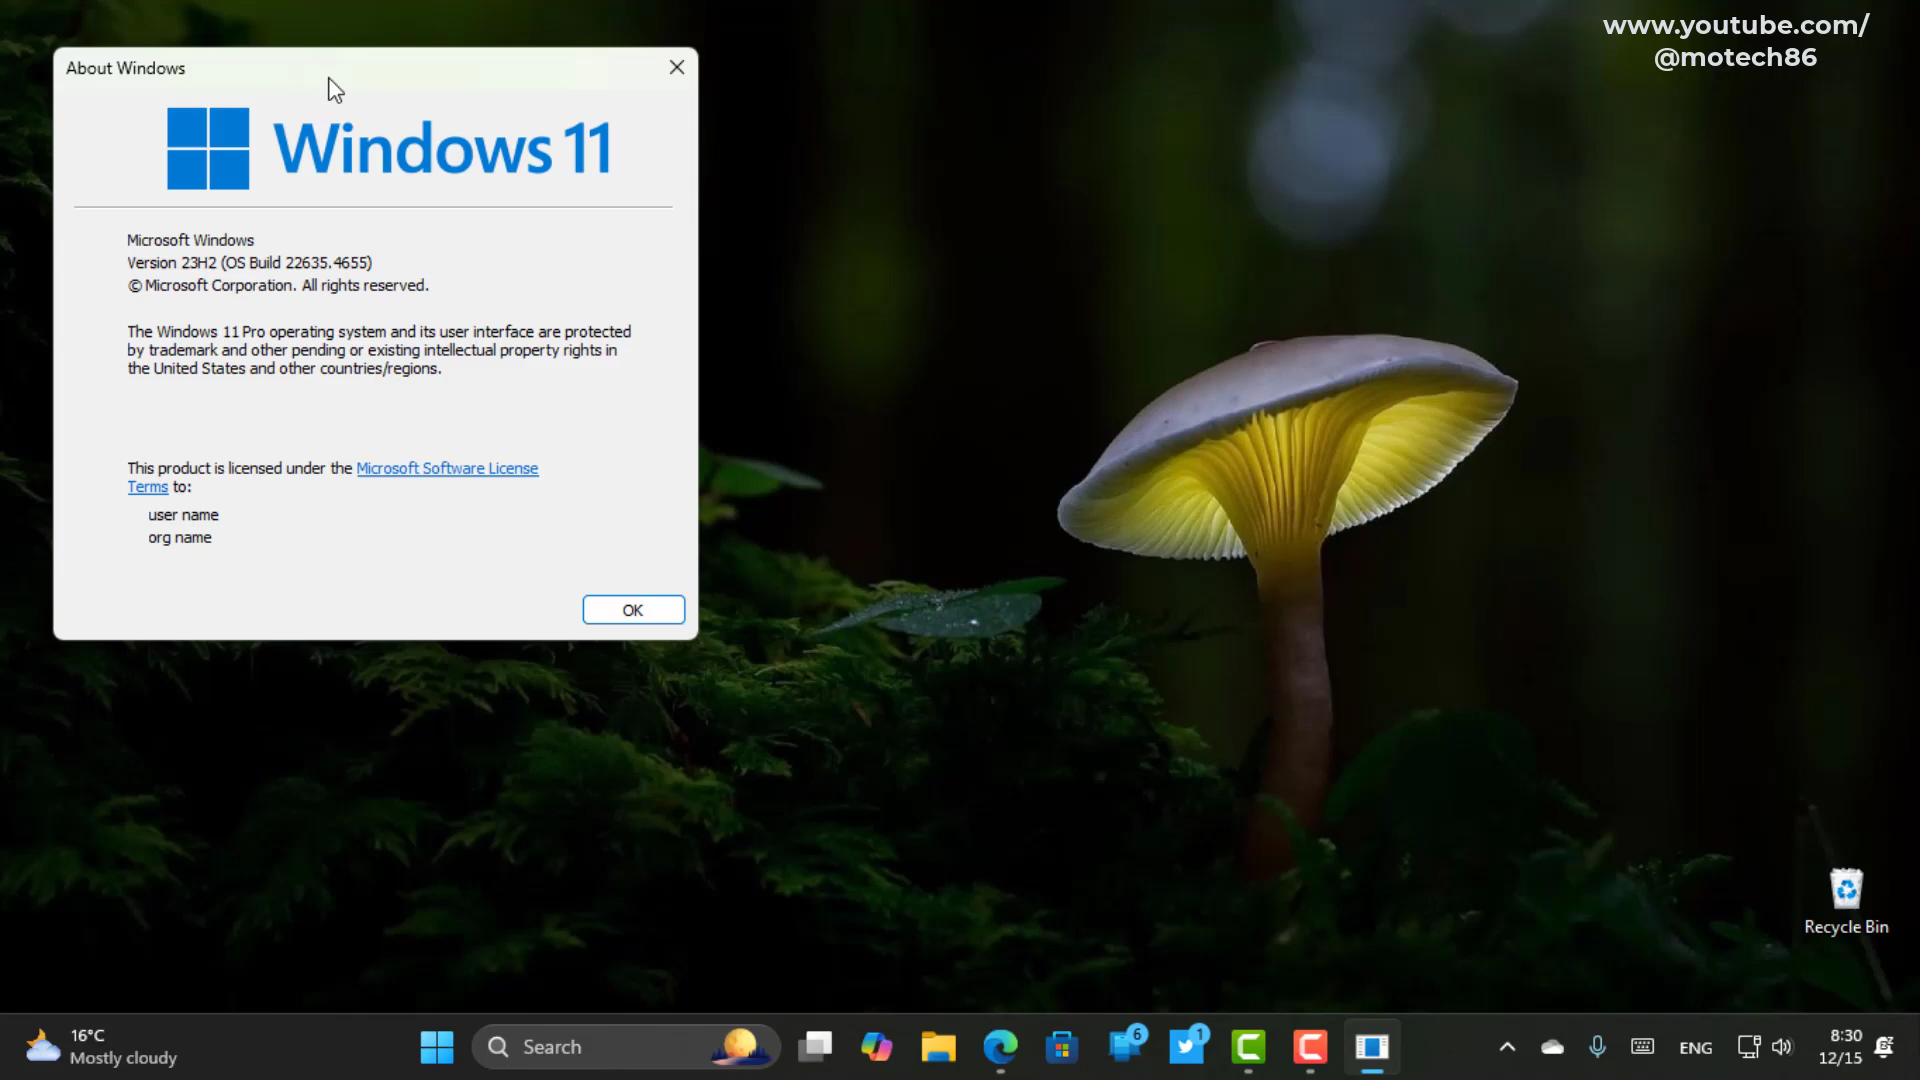 www.youtube.com/
@motech86
About Windows
Windows 11
Microsoft Windows
Version 23H2 (OS Build 22635.4655)
© Microsoft Corporation. All rights reserved.
The Windows 11 Pro operating system and its user interface are protected
by trademark and other pending or existing intellectual property rights in
the United States and other countries/regions.
This product is licensed under the Microsoft Software License
Terms to:
user name
org name
OK
Recycle Bin
16°C
Mostly cloudy
Search
6
1
ENG
8:30
12/15